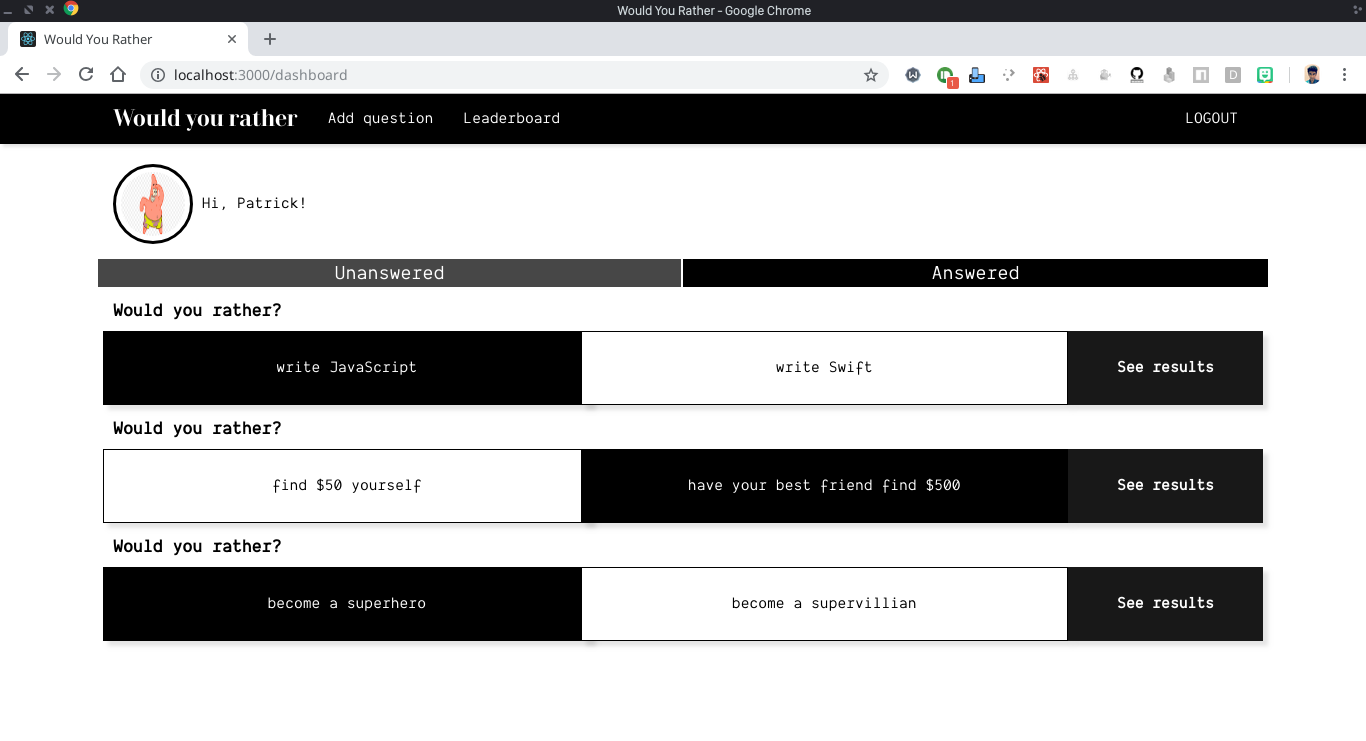 Would You Rather - Google Chrome
Would You Rather
localhost:3000/dashboard
1
D
Would you rather Add question Leaderboard LOGOUT
Hi, Patrick!
Unanswered Answered
Would you rather?
write JavaScript write Swift See results
Would you rather?
find $50 yourself have your best friend find $500 See results
Would you rather?
become a superhero become a supervillian See results